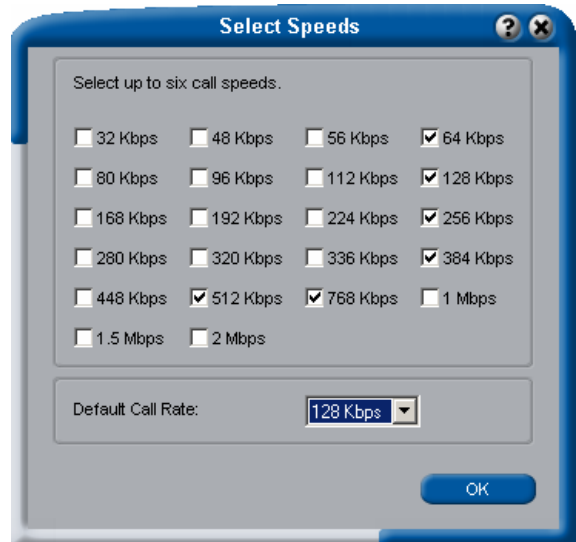 Select Speeds
Select up to six call speeds.
32 Kbps 48 Kbps 56 Kbps 64 Kbps
80 Kbps 96 Kbps 112 Kbps 128 Kbps
168 Kbps 192 Kbps 224 Kbps 256 Kbps
280 Kbps 320 Kbps 336 Kbps 384 Kbps
448 Kbps 512 Kbps 768 Kbps 1 Mbps
1.5 Mbps 2 Mbps
Default Call Rate: 128 Kbps
OK